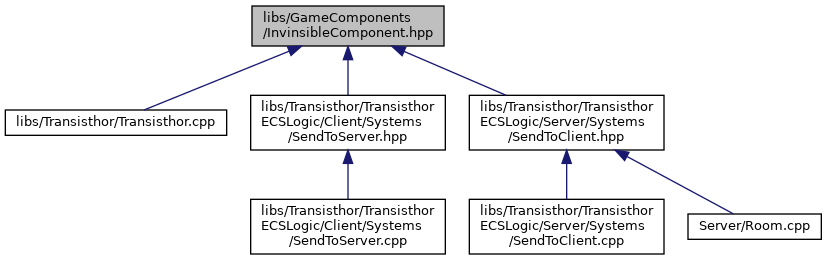 libs/GameComponents
/InvinsibleComponent.hpp
libs/Transisthor/Transisthor.cpp
libs/Transisthor/Transisthor
ECSLogic/Client/Systems
/SendToServer.hpp
libs/Transisthor/Transisthor
ECSLogic/Server/Systems
/SendToClient.hpp
libs/Transisthor/Transisthor
ECSLogic/Client/Systems
/SendToServer.cpp
libs/Transisthor/Transisthor
ECSLogic/Server/Systems
/SendToClient.cpp
Server/Room.cpp